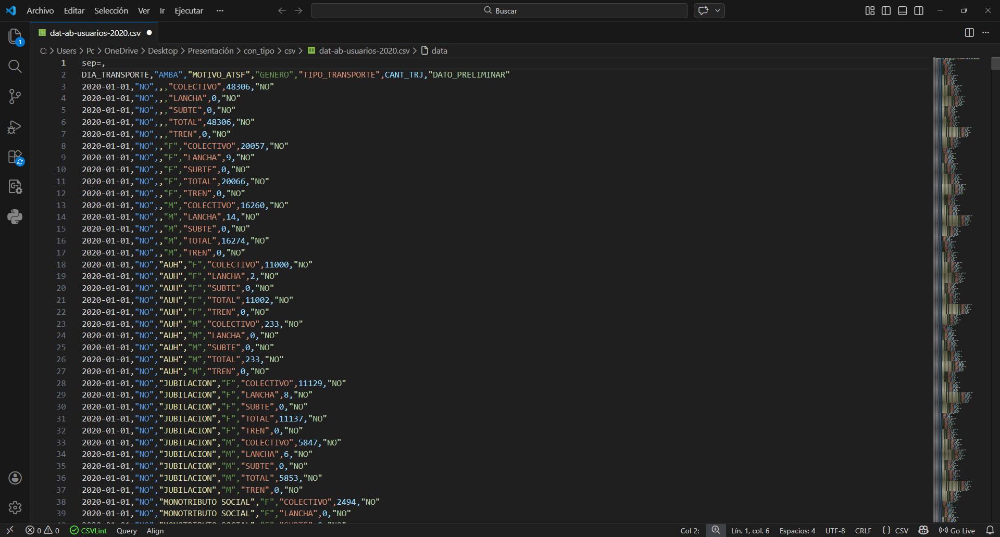 Archivo Editar Selección Ver Ir Ejecutar ···
Buscar
dat-ab-usuarios-2020.csv
1
C: > Users > Pc > OneDrive > Desktop > Presentación > con_tipo > csv > dat-ab-usuarios-2020.csv > data
1 sep=,
2 DIA_TRANSPORTE,"AMBA","MOTIVO_ATSF","GENERO","TIPO_TRANSPORTE",CANT_TRJ,"DATO_PRELIMINAR"
3 2020-01-01,"NO",,,"COLECTIVO",48306,"NO"
4 2020-01-01,"NO",,,"LANCHA",0,"NO"
5 2020-01-01,"NO",,,"SUBTE",0,"NO"
6 2020-01-01,"NO",,,"TOTAL",48306,"NO"
7 2020-01-01,"NO",,,"TREN",0,"NO"
8 2020-01-01,"NO",,"F","COLECTIVO",20057,"NO"
9 2020-01-01,"NO",,"F","LANCHA",9,"NO"
10 2020-01-01,"NO",,"F","SUBTE",0,"NO"
11 2020-01-01,"NO",,"F","TOTAL",20066,"NO"
12 2020-01-01,"NO",,"F","TREN",0,"NO"
13 2020-01-01,"NO",,"M","COLECTIVO",16260,"NO"
14 2020-01-01,"NO",,"M","LANCHA",14,"NO"
15 2020-01-01,"NO",,"M","SUBTE",0,"NO"
16 2020-01-01,"NO",,"M","TOTAL",16274,"NO"
17 2020-01-01,"NO",,"M","TREN",0,"NO"
18 2020-01-01,"NO","AUH","F","COLECTIVO",11000,"NO"
19 2020-01-01,"NO","AUH","F","LANCHA",2,"NO"
20 2020-01-01,"NO","AUH","F","SUBTE",0,"NO"
21 2020-01-01,"NO","AUH","F","TOTAL",11002,"NO"
22 2020-01-01,"NO","AUH","F","TREN",0,"NO"
23 2020-01-01,"NO","AUH","M","COLECTIVO",233,"NO"
24 2020-01-01,"NO","AUH","M","LANCHA",0,"NO"
25 2020-01-01,"NO","AUH","M","SUBTE",0,"NO"
26 2020-01-01,"NO","AUH","M","TOTAL",233,"NO"
27 2020-01-01,"NO","AUH","M","TREN",0,"NO"
28 2020-01-01,"NO","JUBILACION","F","COLECTIVO",11129,"NO"
29 2020-01-01,"NO","JUBILACION","F","LANCHA",8,"NO"
30 2020-01-01,"NO","JUBILACION","F","SUBTE",0,"NO"
31 2020-01-01,"NO","JUBILACION","F","TOTAL",11137,"NO"
32 2020-01-01,"NO","JUBILACION","F","TREN",0,"NO"
33 2020-01-01,"NO","JUBILACION","M","COLECTIVO",5847,"NO"
34 2020-01-01,"NO","JUBILACION","M","LANCHA",6,"NO"
35 2020-01-01,"NO","JUBILACION","M","SUBTE",0,"NO"
36 2020-01-01,"NO","JUBILACION","M","TOTAL",5853,"NO"
37 2020-01-01,"NO","JUBILACION","M","TREN",0,"NO"
38 2020-01-01,"NO","MONOTRIBUTO SOCIAL","F","COLECTIVO",2494,"NO"
39 2020-01-01,"NO","MONOTRIBUTO SOCIAL","F","LANCHA",0,"NO"
0 0 CSVLint Query Align Col 2: Lín. 1, col. 6 Espacios: 4 UTF-8 CRLF { } CSV Go Live